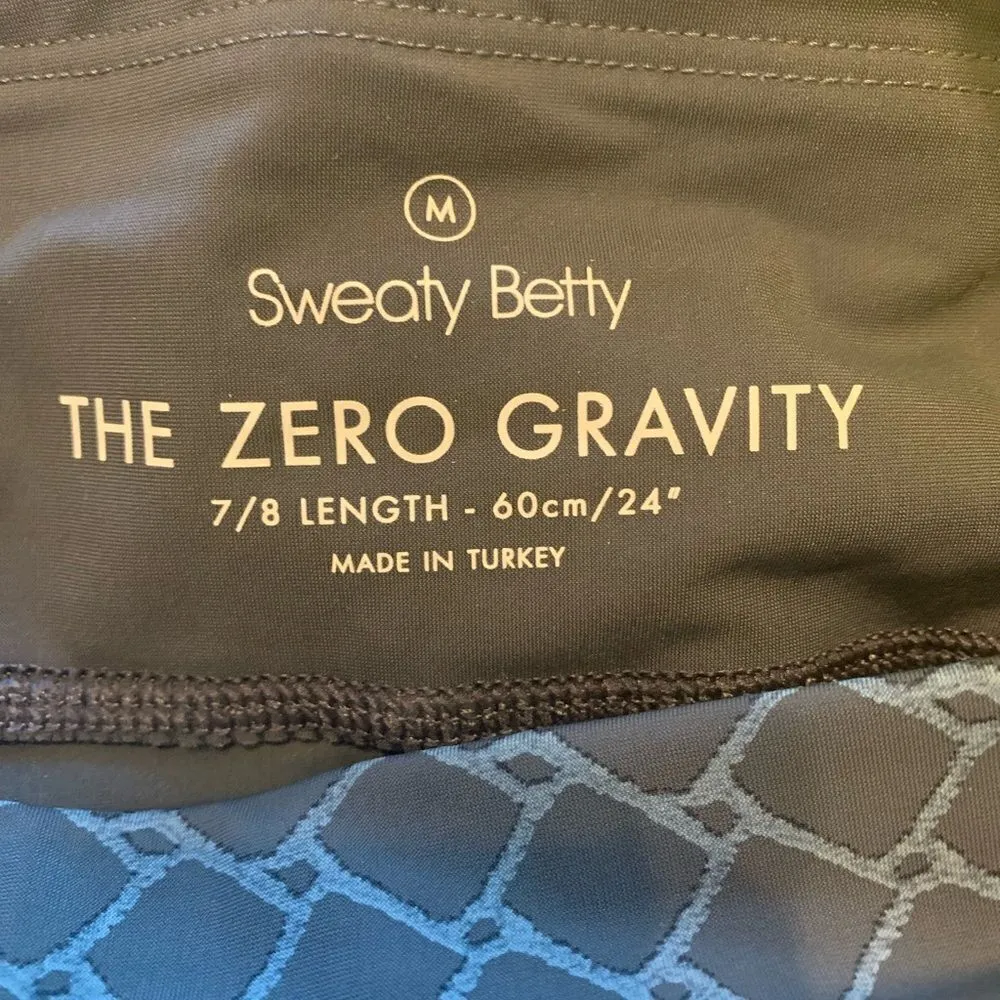 M
Sweaty Betty
THE ZERO GRAVITY
7/8 LENGTH - 60cm/24"
MADE IN TURKEY